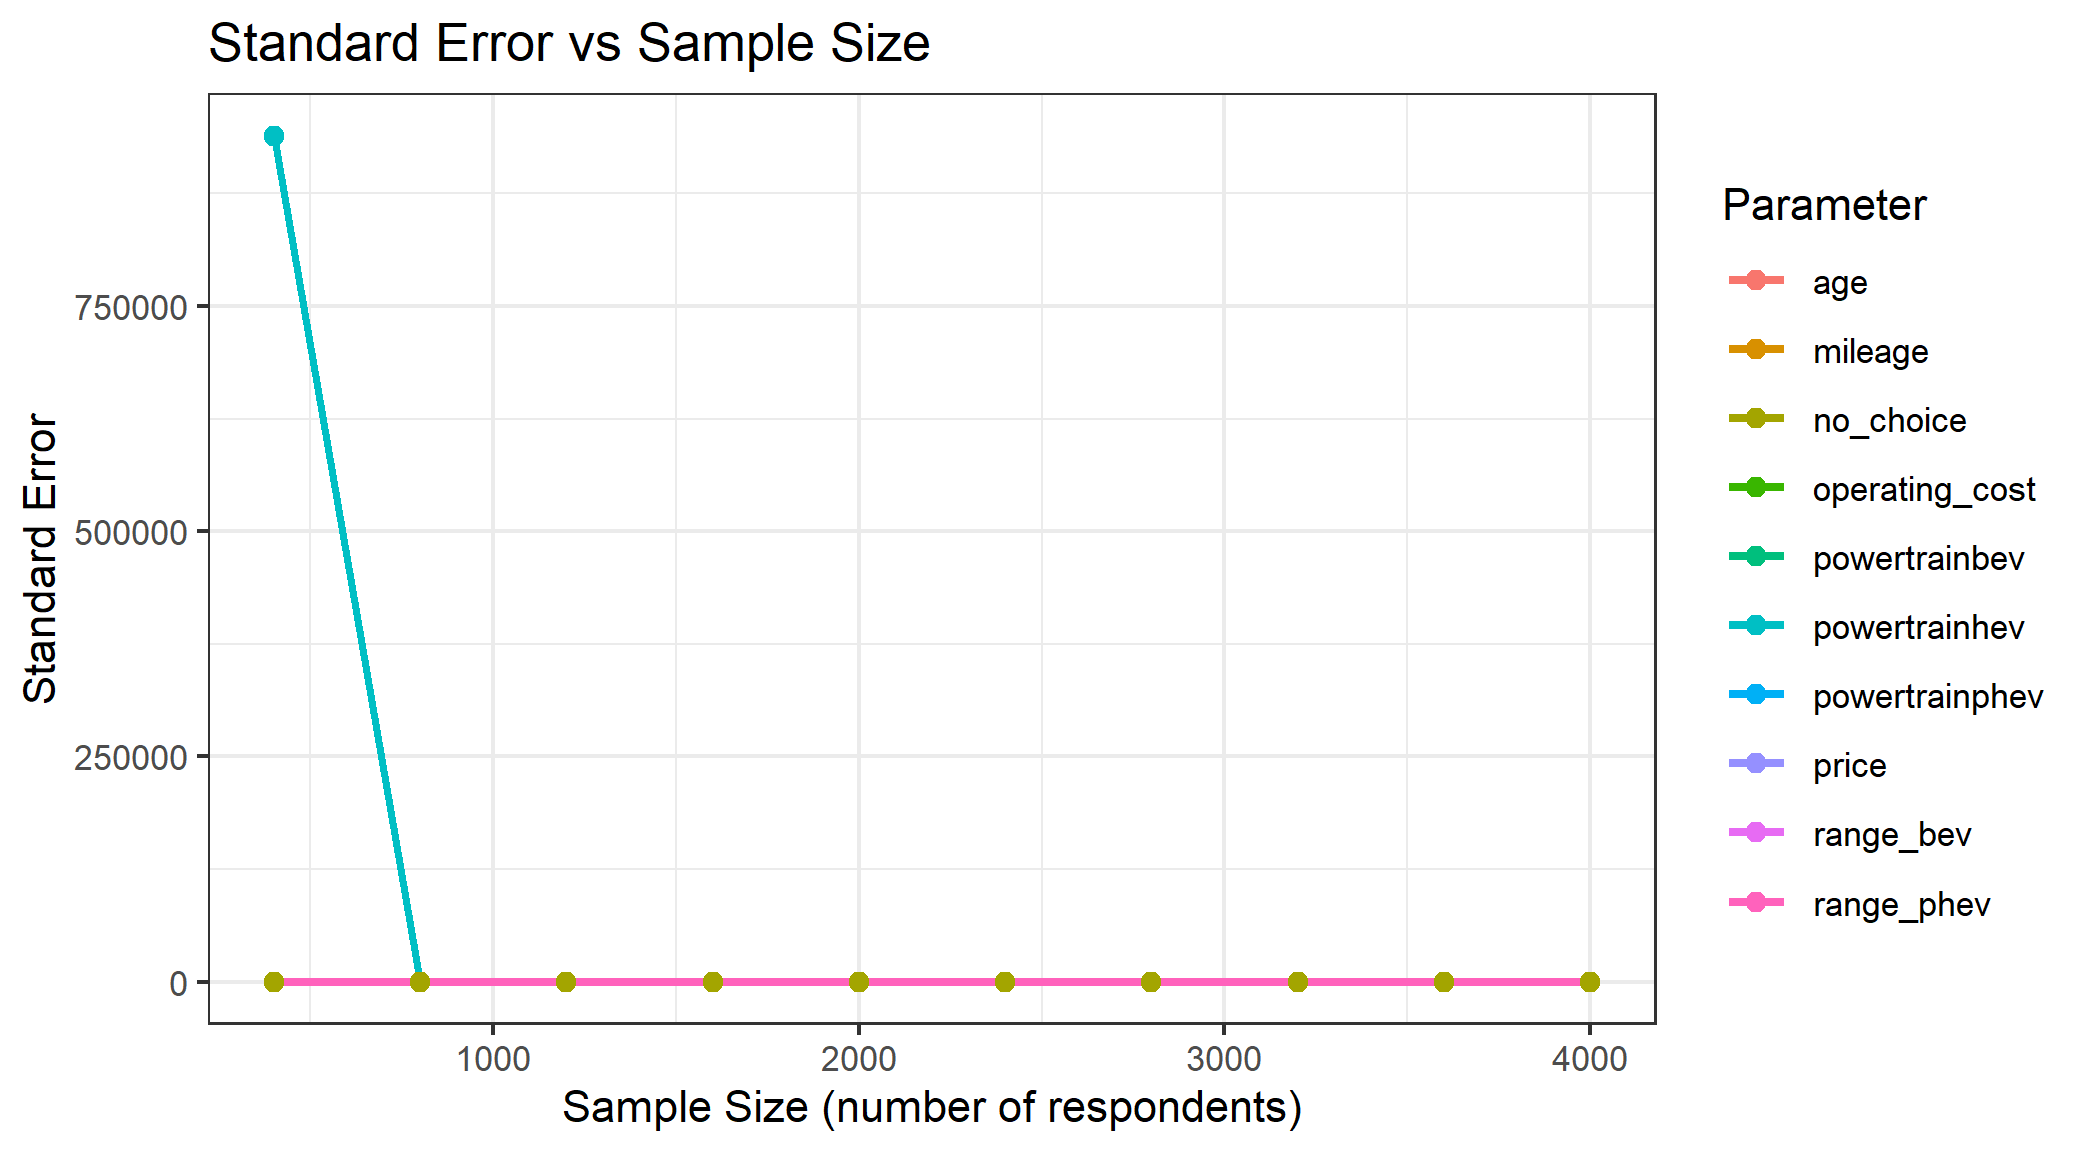 Standard Error vs Sample Size
Standard Error
750000
500000
250000
0
1000
2000
3000
4000
Sample Size (number of respondents)
Parameter
age
mileage
no_choice
operating_cost
powertrainbev
powertrainhev
powertrainphev
price
range_bev
range_phev